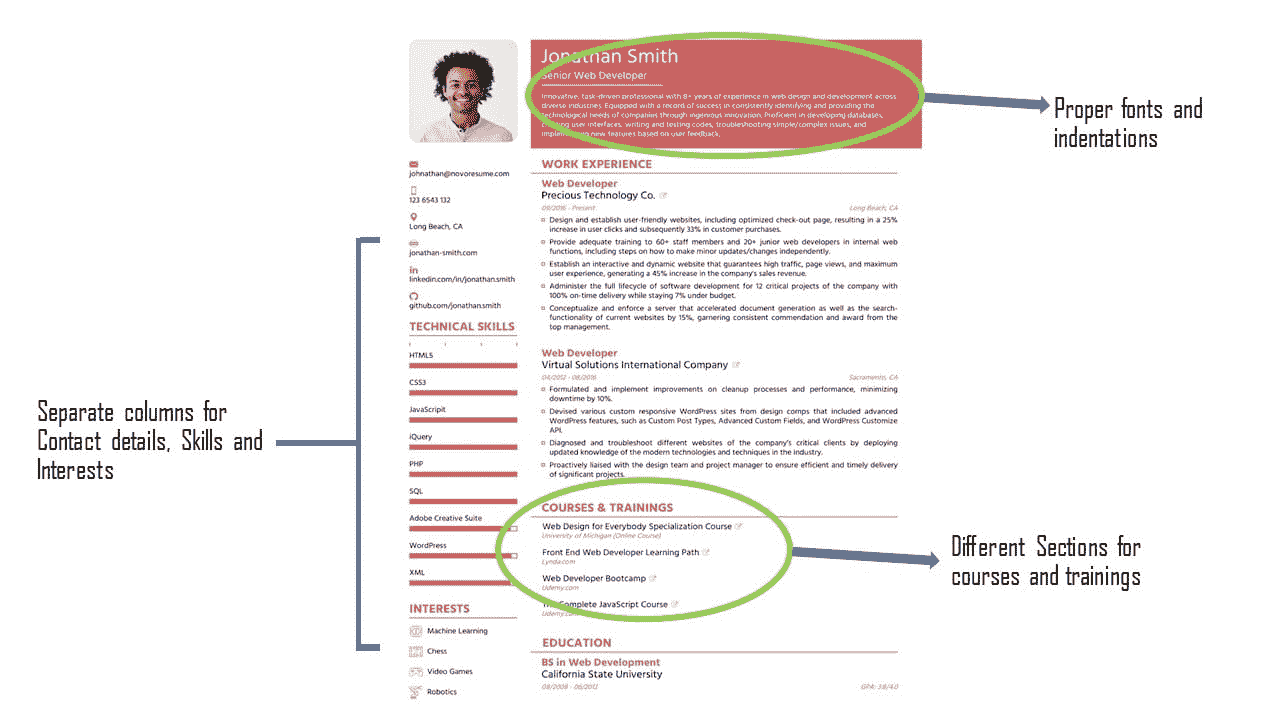 Jonathan Smith
Senior Web Developer
Innovative, task-driven professional with 8+ years of experience in web design and development across
diverse industries. Equipped with a record of success in consistently identifying and providing the
technological needs of companies through ingenious innovation. Proficient in developing databases,
creating user interfaces, writing and testing codes, troubleshooting simple/complex issues, and
implementing new features based on user feedback.
Proper fonts and
indentations
johnathan@novoresume.com
123 6543 132
Long Beach, CA
jonathan-smith.com
in
linkedin.com/in/jonathan.smith
github.com/jonathan.smith
TECHNICAL SKILLS
HTML5
CSS3
JavaScripit
iQuery
PHP
SQL
Adobe Creative Suite
WordPress
XML
INTERESTS
Machine Learning
Chess
Video Games
Robotics
Separate columns for
Contact details, Skills and
Interests
WORK EXPERIENCE
Web Developer
Precious Technology Co.
09/2016 - Present Long Beach, CA
Design and establish user-friendly websites, including optimized check-out page, resulting in a 25%
increase in user clicks and subsequently 33% in customer purchases.
Provide adequate training to 60+ staff members and 20+ junior web developers in internal web
functions, including steps on how to make minor updates/changes independently.
Establish an interactive and dynamic website that guarantees high traffic, page views, and maximum
user experience, generating a 45% increase in the company's sales revenue.
Administer the full lifecycle of software development for 12 critical projects of the company with
100% on-time delivery while staying 7% under budget.
Conceptualize and enforce a server that accelerated document generation as well as the search-
functionality of current websites by 15%, garnering consistent commendation and award from the
top management.
Web Developer
Virtual Solutions International Company
04/2012 - 08/2016 Sacramento, CA
Formulated and implement improvements on cleanup processes and performance, minimizing
downtime by 10%.
Devised various custom responsive WordPress sites from design comps that included advanced
WordPress features, such as Custom Post Types, Advanced Custom Fields, and WordPress Customize
API.
Diagnosed and troubleshoot different websites of the company's critical clients by deploying
updated knowledge of the modern technologies and techniques in the industry.
Proactively liaised with the design team and project manager to ensure efficient and timely delivery
of significant projects.
COURSES & TRAININGS
Web Design for Everybody Specialization Course
University of Michigan (Online Course)
Front End Web Developer Learning Path
Lynda.com
Web Developer Bootcamp
Udemy.com
The Complete JavaScript Course
Udemy.com
Different Sections for
courses and trainings
EDUCATION
BS in Web Development
California State University
08/2008 - 06/2012 GPA: 3.8/4.0